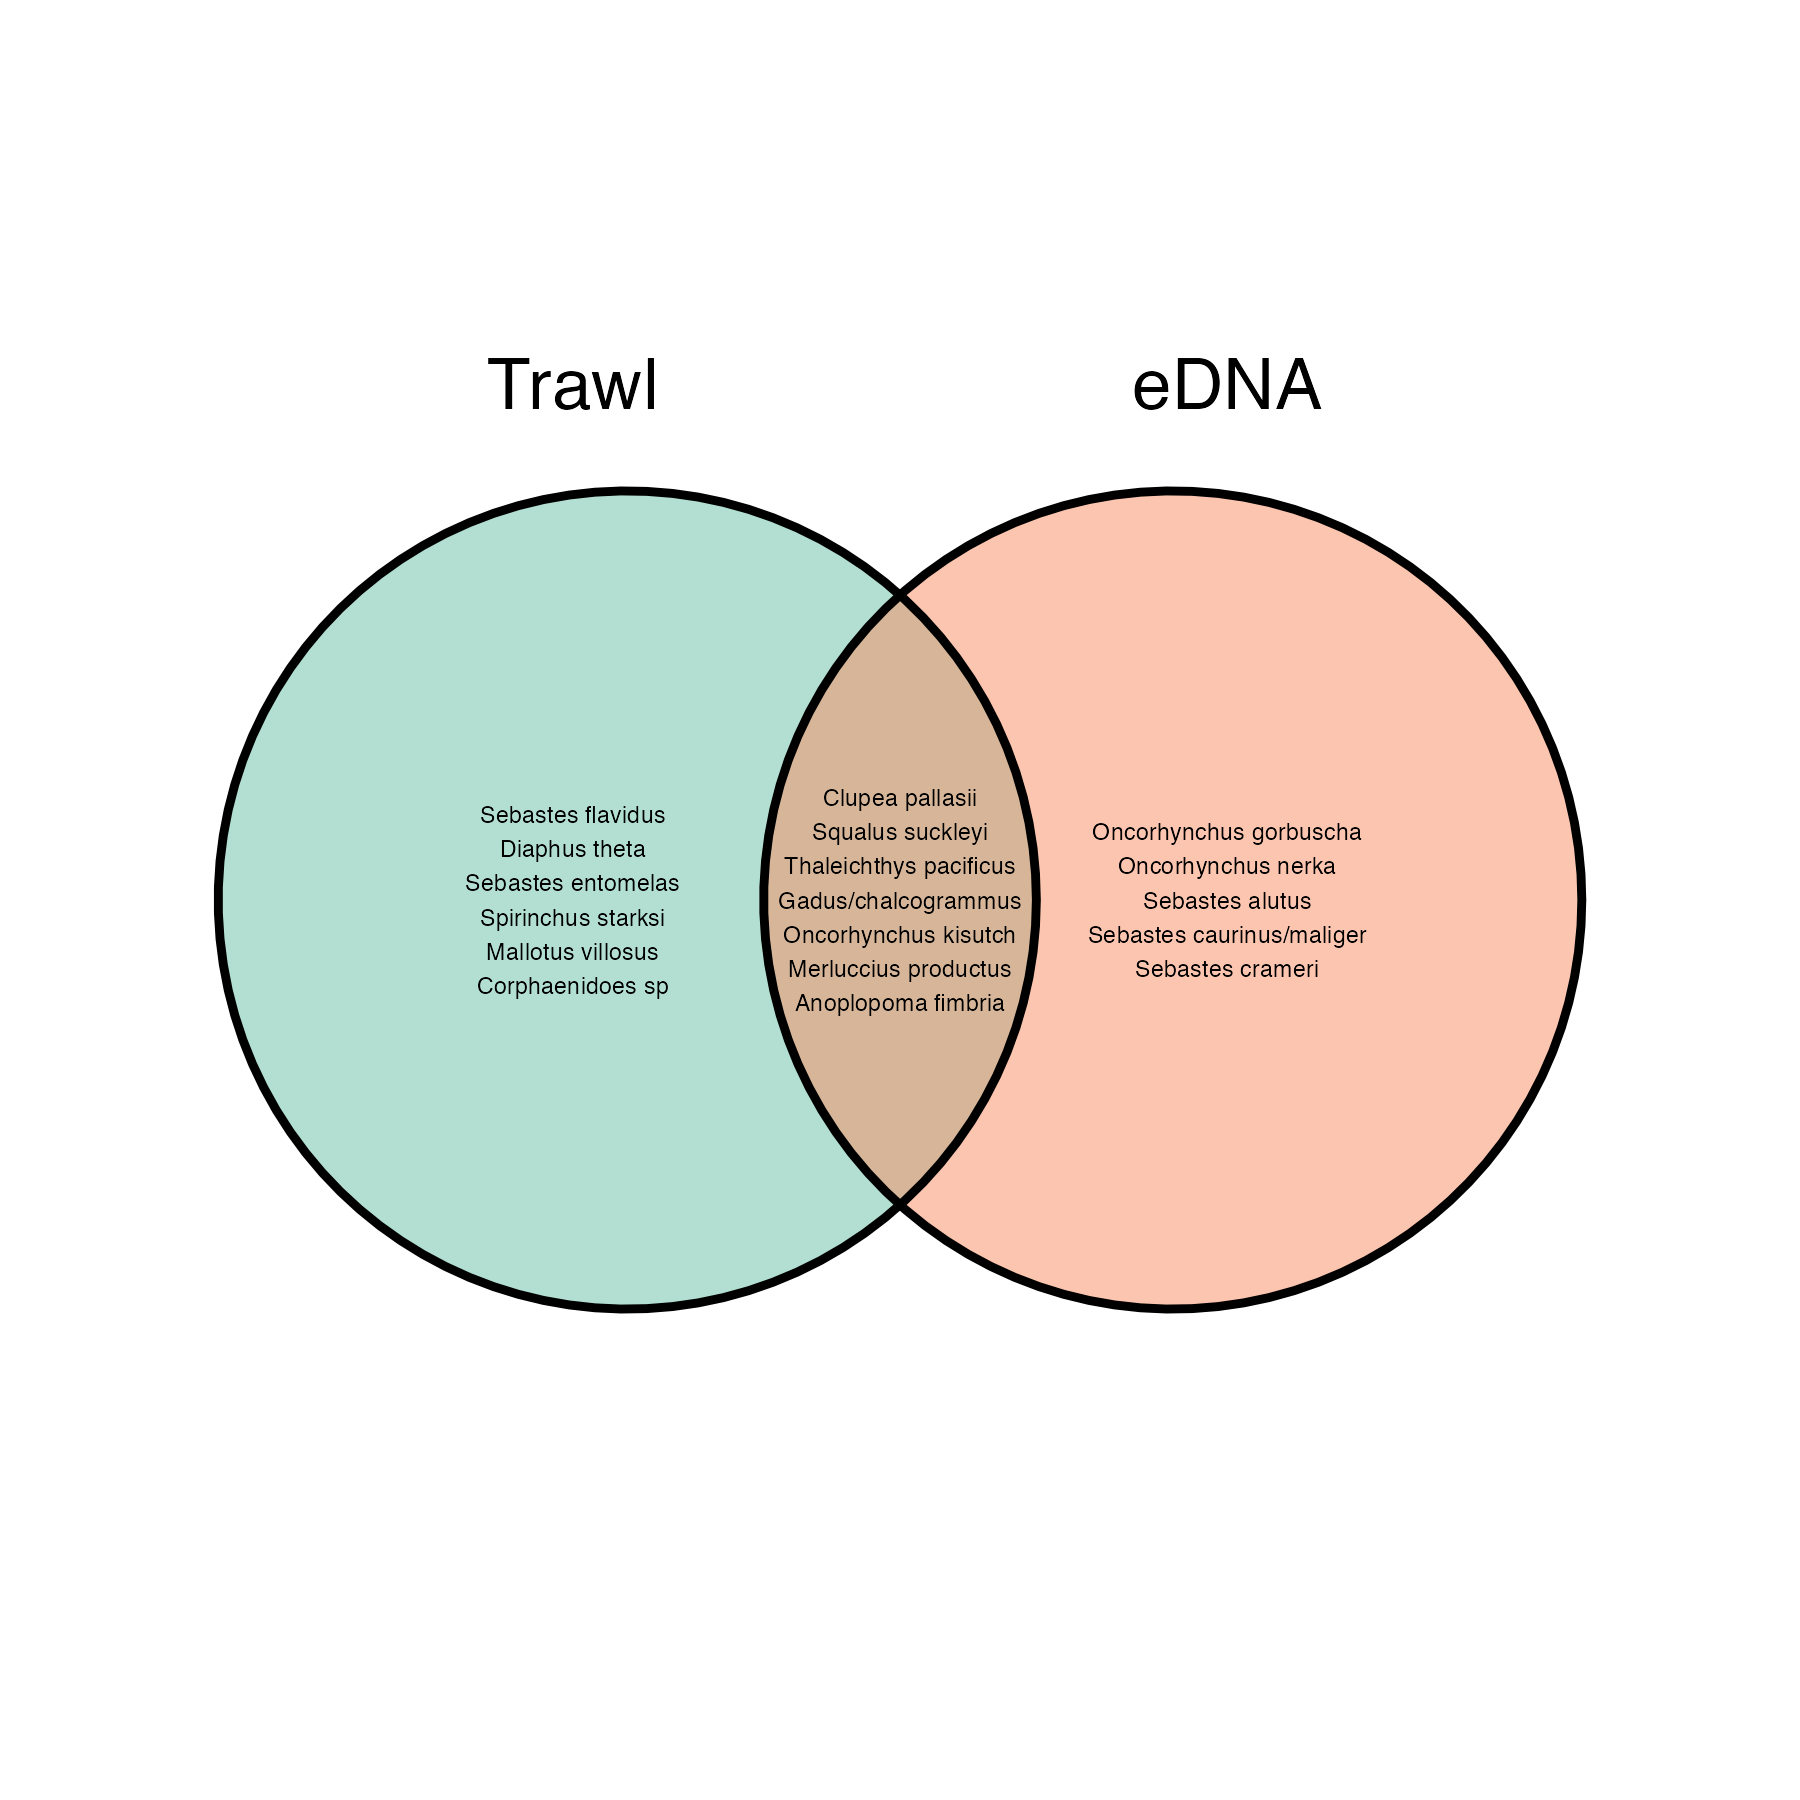 Trawl
eDNA
Sebastes flavidus
Diaphus theta
Sebastes entomelas
Spirinchus starksi
Mallotus villosus
Corphaenidoes sp
Clupea pallasii
Squalus suckleyi
Thaleichthys pacificus
Gadus/chalcogrammus
Oncorhynchus kisutch
Merluccius productus
Anoplopoma fimbria
Oncorhynchus gorbuscha
Oncorhynchus nerka
Sebastes alutus
Sebastes caurinus/maliger
Sebastes crameri